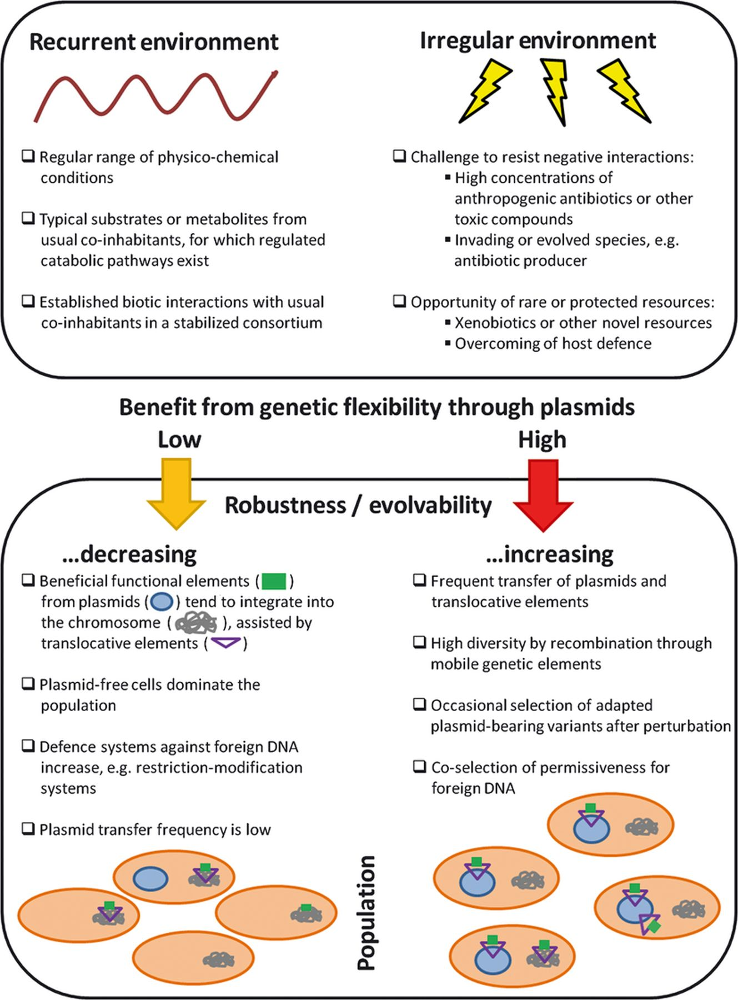 Recurrent environment
Regular range of physico-chemical
conditions
Typical substrates or metabolites from
usual co-inhabitants, for which regulated
catabolic pathways exist
Established biotic interactions with usual
co-inhabitants in a stabilized consortium
Irregular environment
Challenge to resist negative interactions:
High concentrations of
anthropogenic antibiotics or other
toxic compounds
Invading or evolved species, e.g.
antibiotic producer
Opportunity of rare or protected resources:
Xenobiotics or other novel resources
Overcoming of host defence
Benefit from genetic flexibility through plasmids
Low
High
Robustness / evolvability
...decreasing
Beneficial functional elements ( )
from plasmids ( ) tend to integrate into
the chromosome ( ), assisted by
translocative elements ( )
Plasmid-free cells dominate the
population
Defence systems against foreign DNA
increase, e.g. restriction-modification
systems
Plasmid transfer frequency is low
...increasing
Frequent transfer of plasmids and
translocative elements
High diversity by recombination through
mobile genetic elements
Occasional selection of adapted
plasmid-bearing variants after perturbation
Co-selection of permissiveness for
foreign DNA
Population